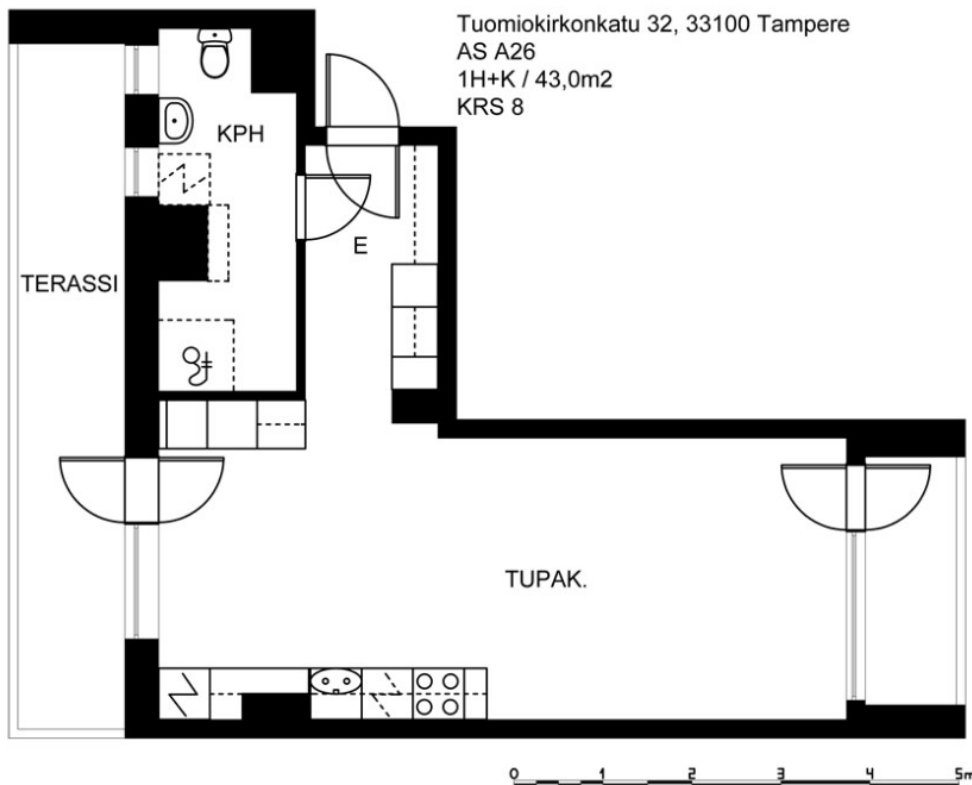 Tuomiokirkonkatu 32, 33100 Tampere
AS A26
1H+K / 43,0m2
KRS 8
KPH
E
TERASSI
TUPAK.
0 1 2 3 4 5m